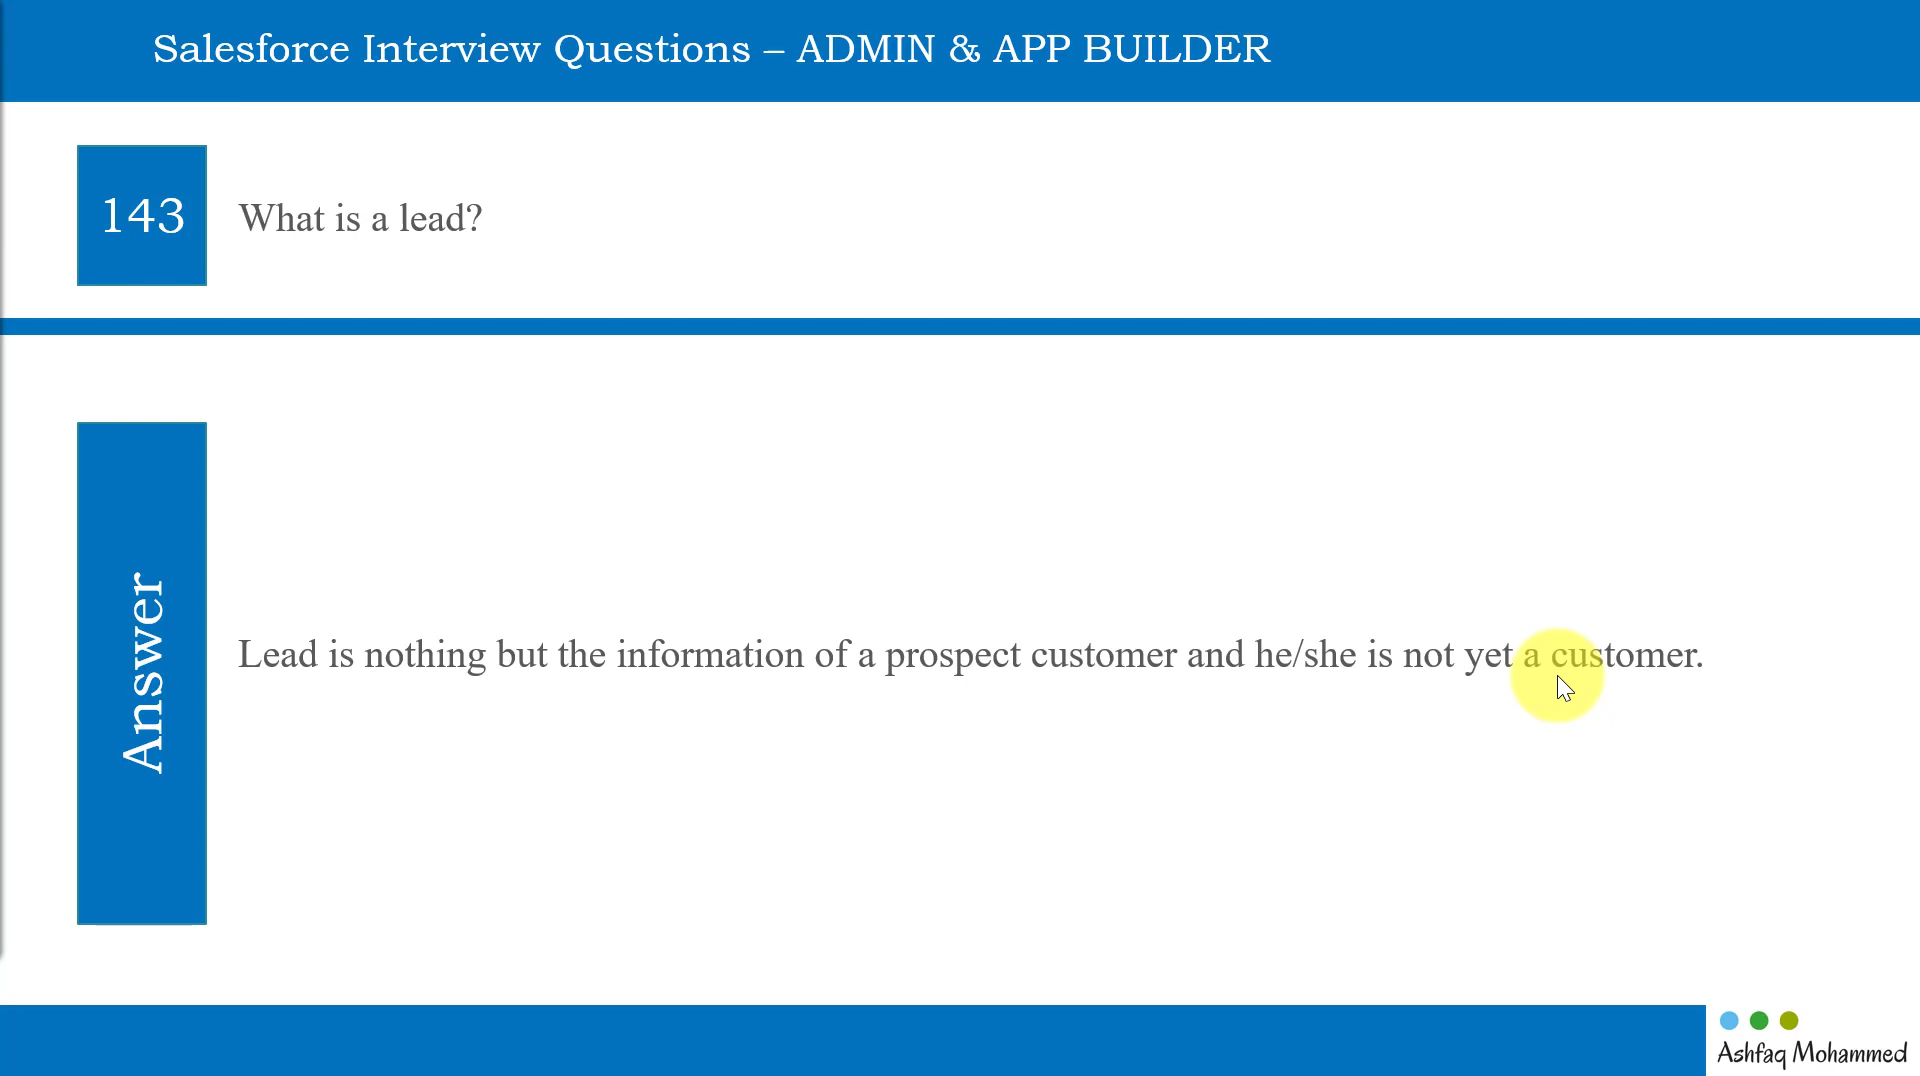 Salesforce Interview Questions – ADMIN & APP BUILDER
143
What is a lead?
Answer
Lead is nothing but the information of a prospect customer and he/she is not yet a customer.
Ashfaq Mohammed